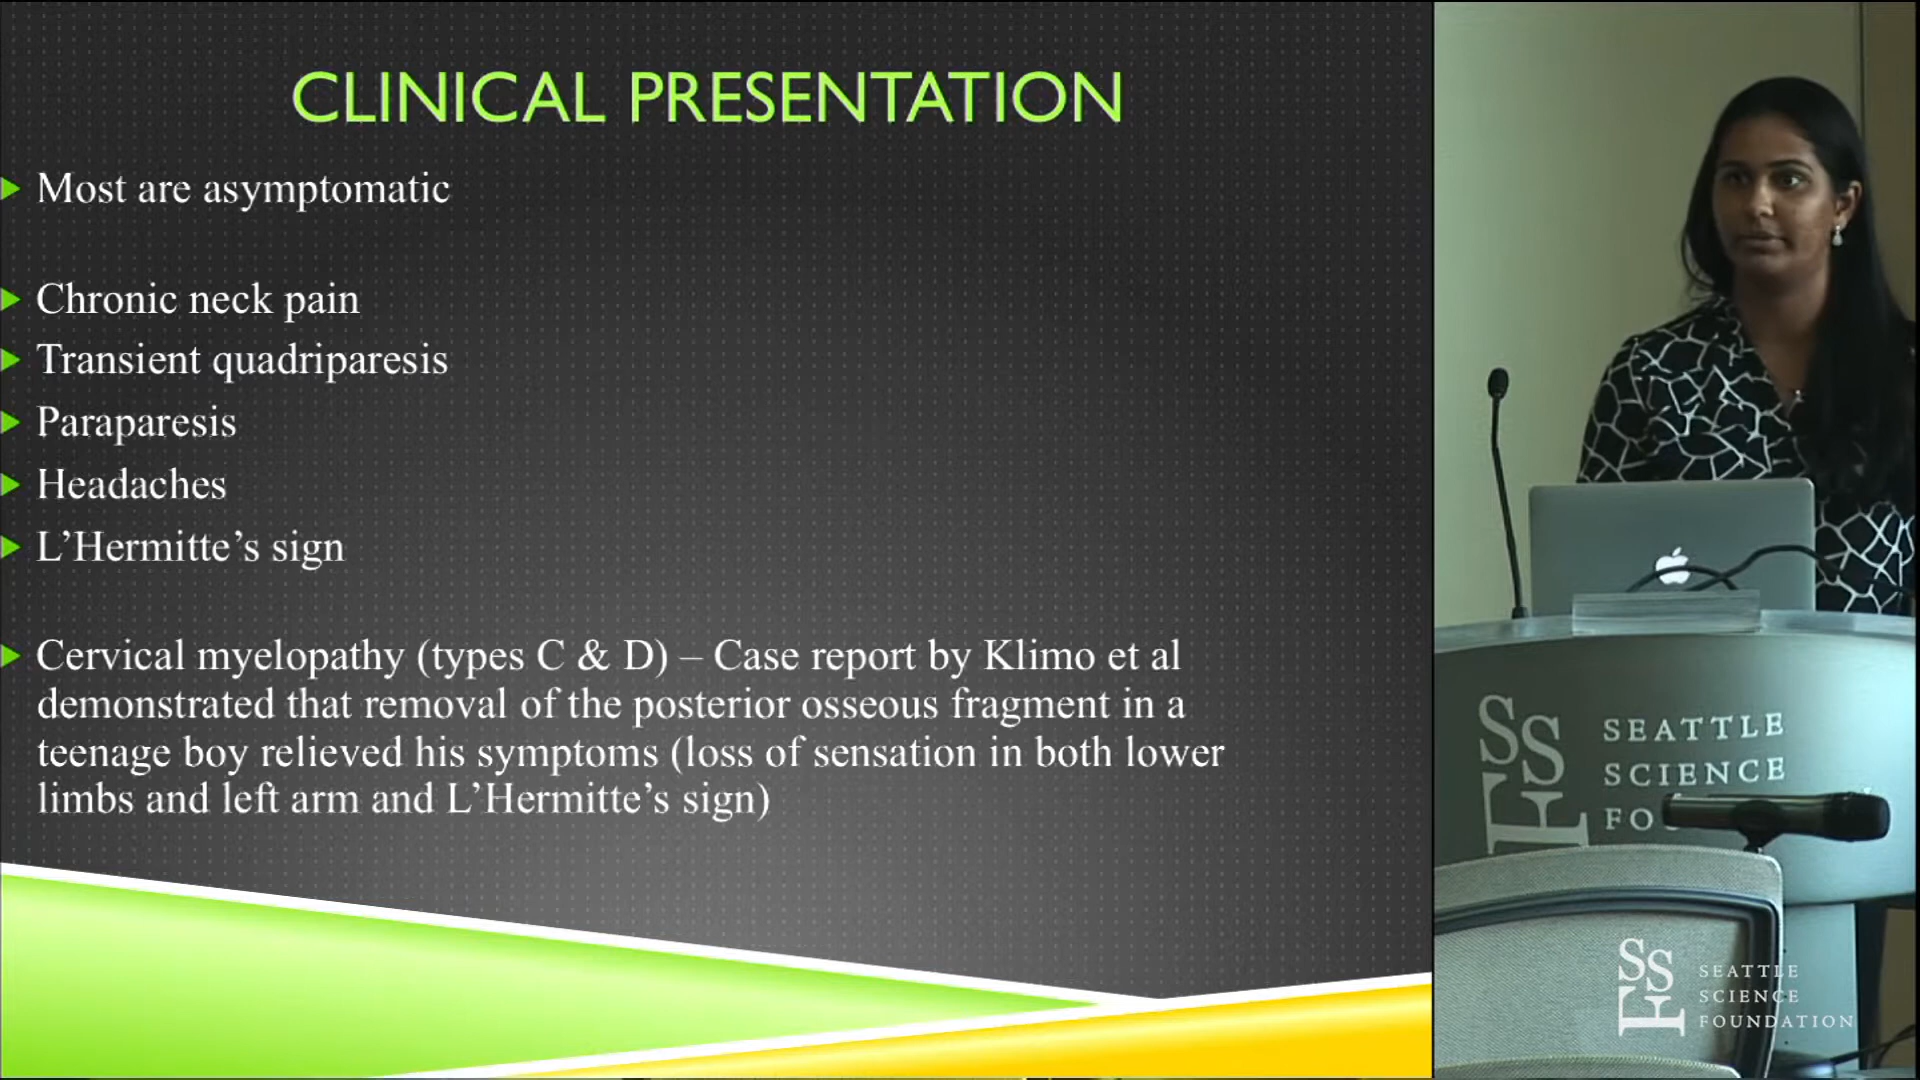 CLINICAL PRESENTATION
Most are asymptomatic
Chronic neck pain
Transient quadriparesis
Paraparesis
Headaches
L’Hermitte’s sign
Cervical myelopathy (types C & D) – Case report by Klimo et al
demonstrated that removal of the posterior osseous fragment in a
teenage boy relieved his symptoms (loss of sensation in both lower
limbs and left arm and L’Hermitte’s sign)
SSF
SEATTLE
SCIENCE
FO
SSF
SEATTLE
SCIENCE
FOUNDATION